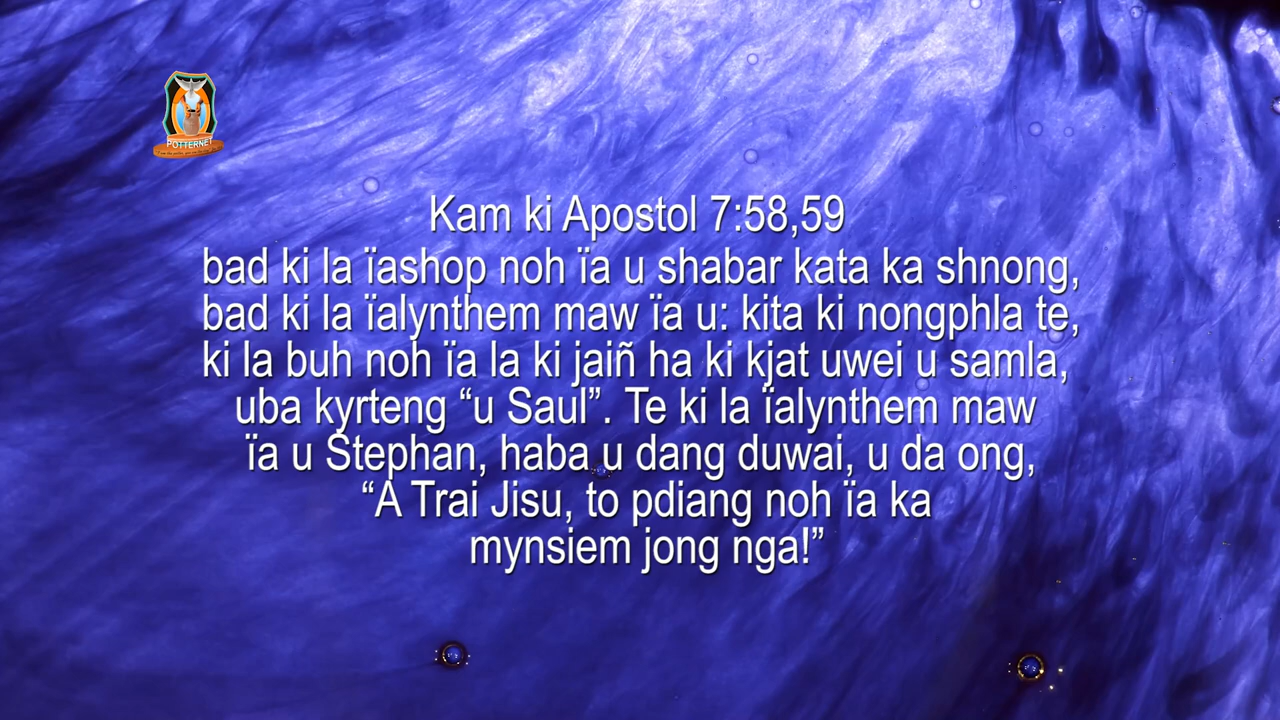 POTTERNET
Kam ki Apostol 7:58,59
bad ki la ïashop noh ïa u shabar kata ka shnong,
bad ki la ïalynthem maw ïa u: kita ki nongphla te,
ki la buh noh ïa la ki jaiñ ha ki kjat uwei u samla,
uba kyrteng “u Saul”. Te ki la ïalynthem maw
ïa u Stephan, haba u dang duwai, u da ong,
“A Trai Jisu, to pdiang noh ïa ka
mynsiem jong nga!”